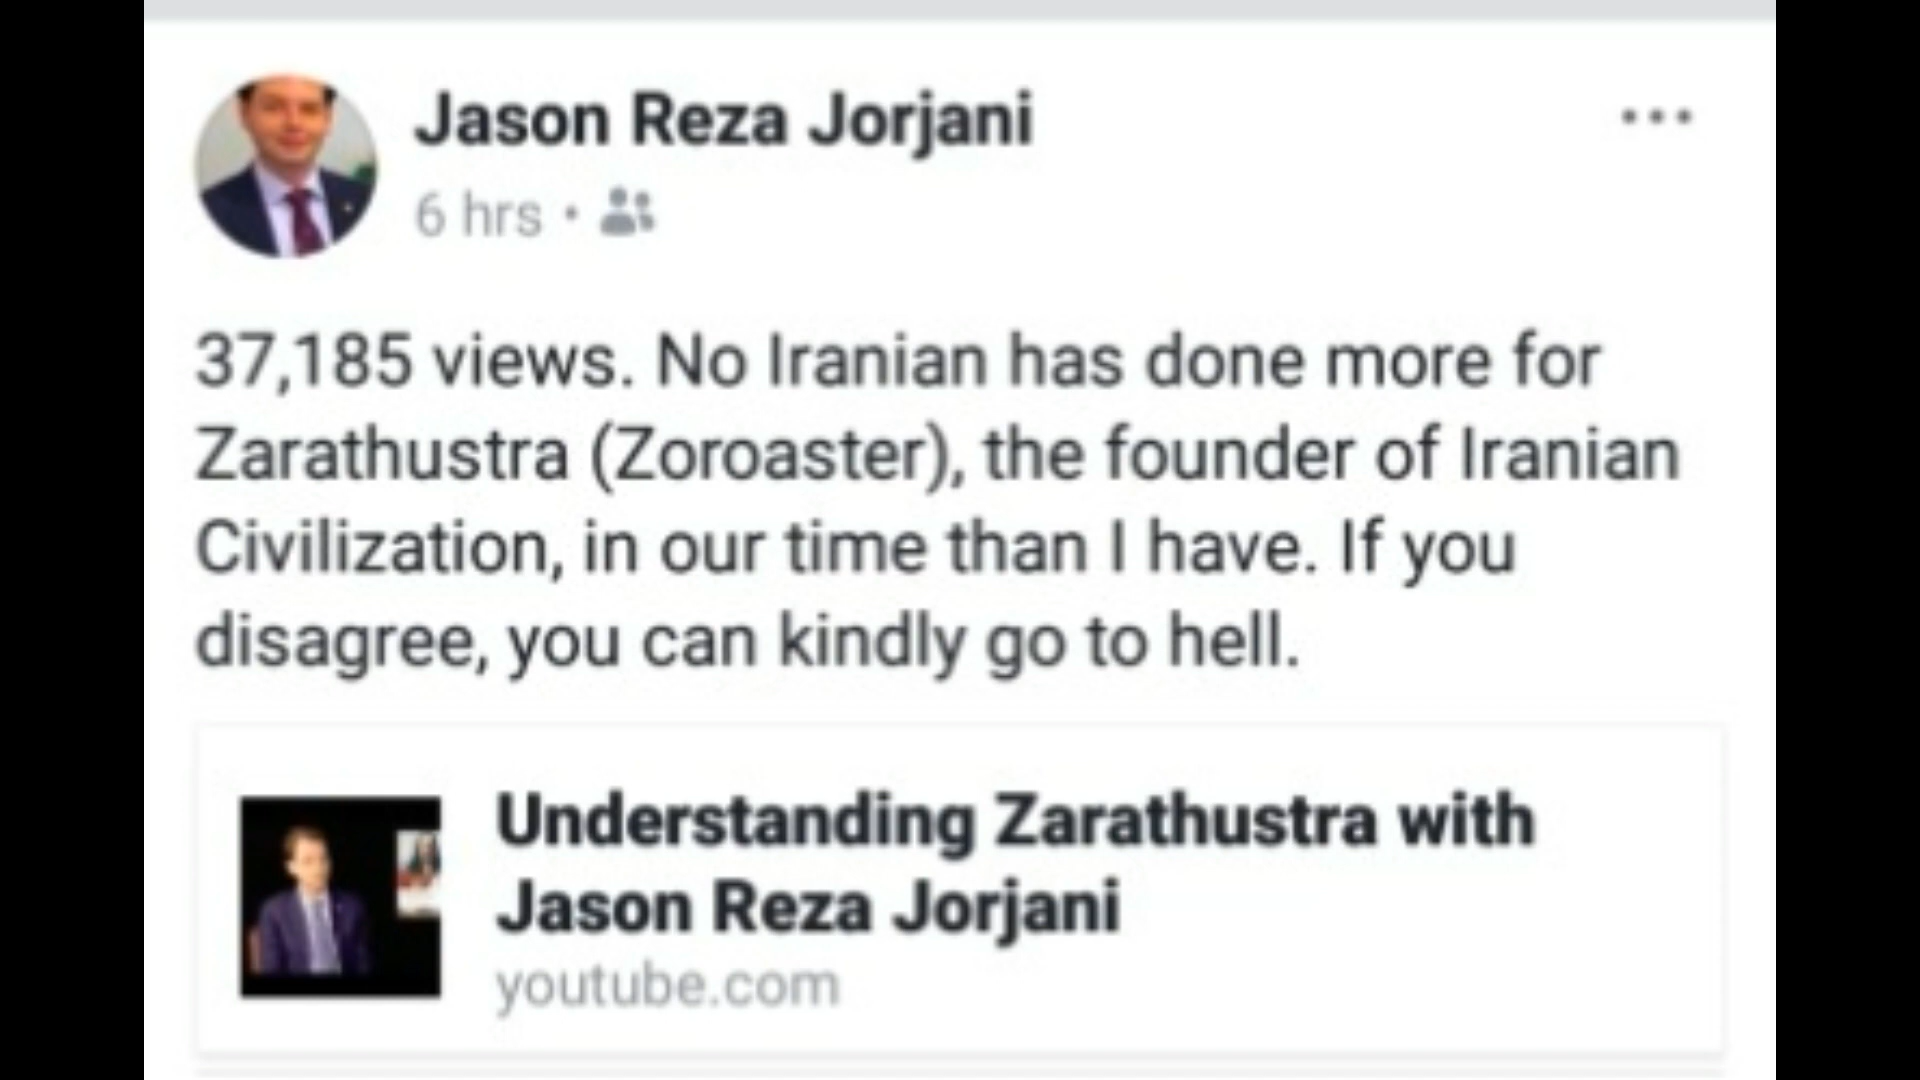 Jason Reza Jorjani
6 hrs •
37,185 views. No Iranian has done more for
Zarathustra (Zoroaster), the founder of Iranian
Civilization, in our time than I have. If you
disagree, you can kindly go to hell.
Understanding Zarathustra with
Jason Reza Jorjani
youtube.com